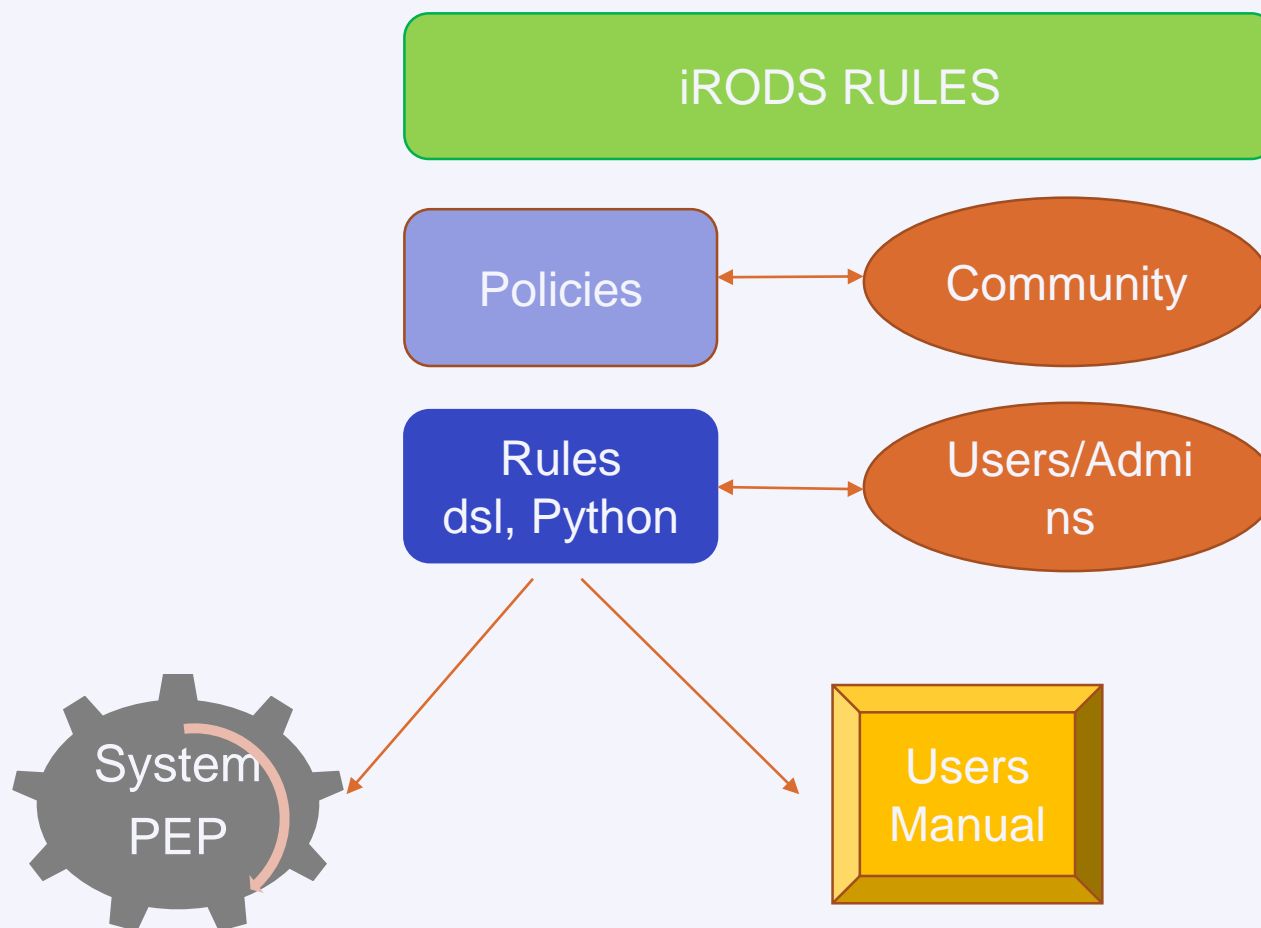 iRODS RULES
Policies
Community
Rules
dsl, Python
Users/Admi
ns
System
PEP
Users
Manual